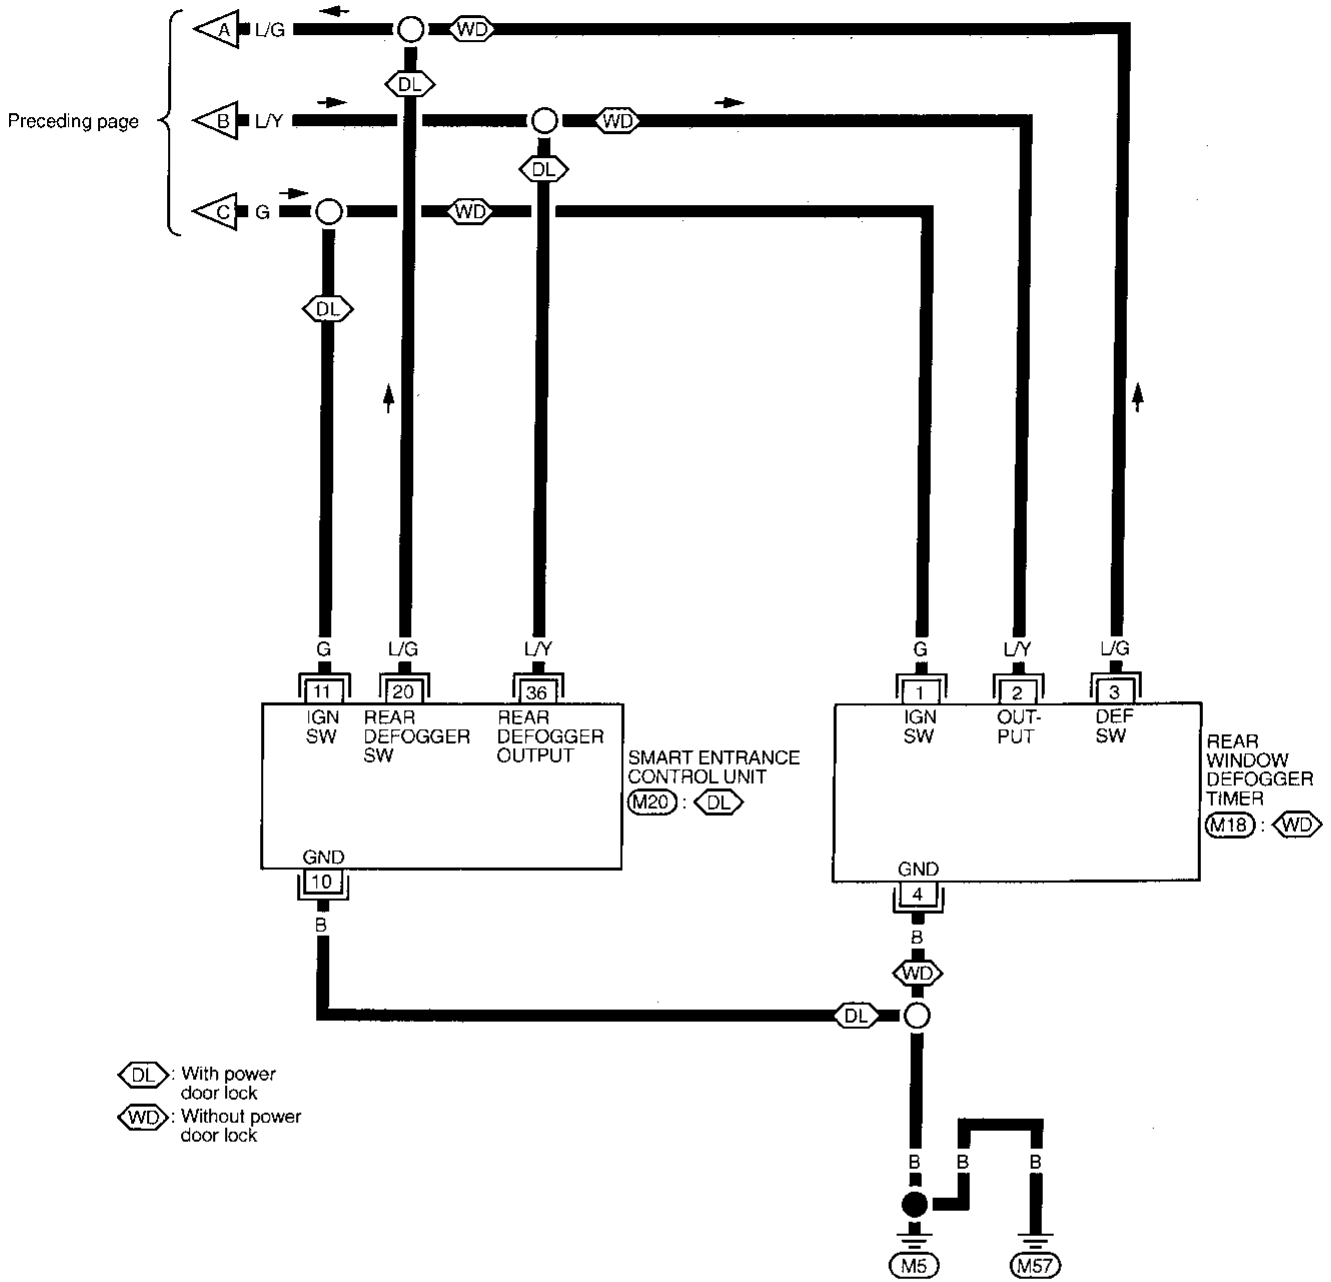 A L/G WD
DL
Preceding page
B L/Y WD
DL
C G WD
DL
G L/G L/Y G L/Y L/G
11 20 36 1 2 3
IGN
SW
REAR
DEFOGGER
SW
REAR
DEFOGGER
OUTPUT
SMART ENTRANCE
CONTROL UNIT
M20 : DL
IGN
SW
OUT-
PUT
DEF
SW
REAR
WINDOW
DEFOGGER
TIMER
M18 : WD
GND
10
B
GND
4
B
WD
DL
DL : With power
door lock
WD : Without power
door lock
B B B
M5 M57